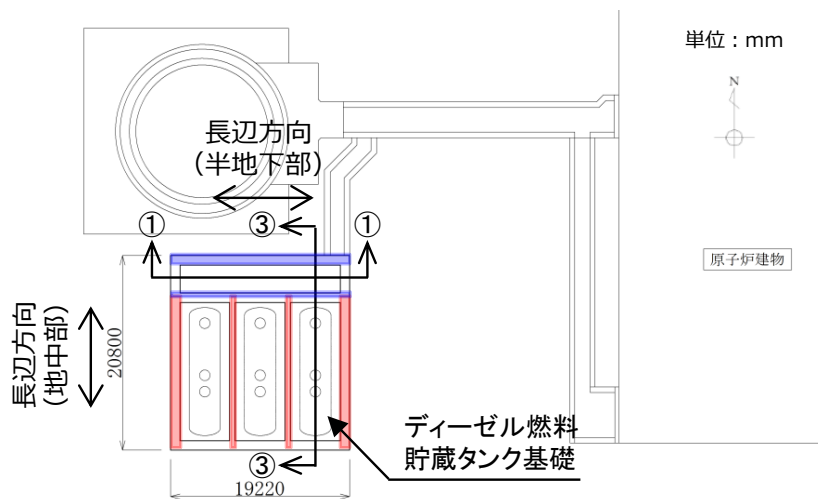 単位：mm
N
長辺方向
（半地下部）
③
①
①
原子炉建物
長辺方向
（地中部）
20800
ディーゼル燃料
貯蔵タンク基礎
③
19220